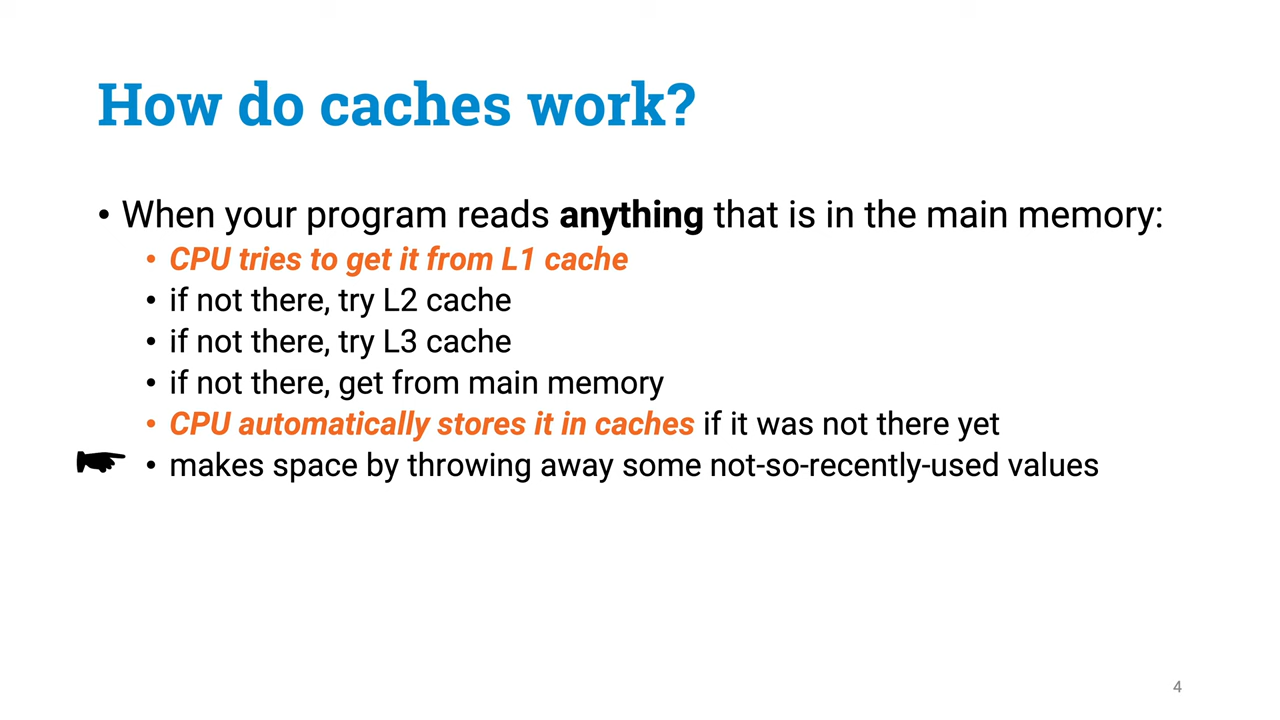 How do caches work?
• When your program reads anything that is in the main memory:
• CPU tries to get it from L1 cache
• if not there, try L2 cache
• if not there, try L3 cache
• if not there, get from main memory
• CPU automatically stores it in caches if it was not there yet
• makes space by throwing away some not-so-recently-used values
4